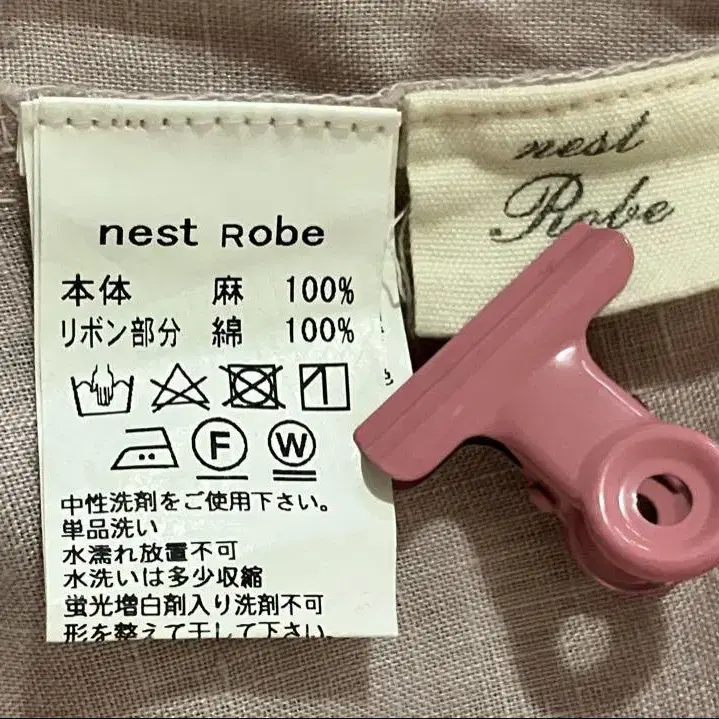 nest Robe
本体 麻 100%
リボン部分 綿 100%
F W
中性洗剤をご使用下さい。
単品洗い
水濡れ放置不可
水洗いは多少収縮
蛍光増白剤入り洗剤不可
形を整えて干して下さい。
nest
Robe